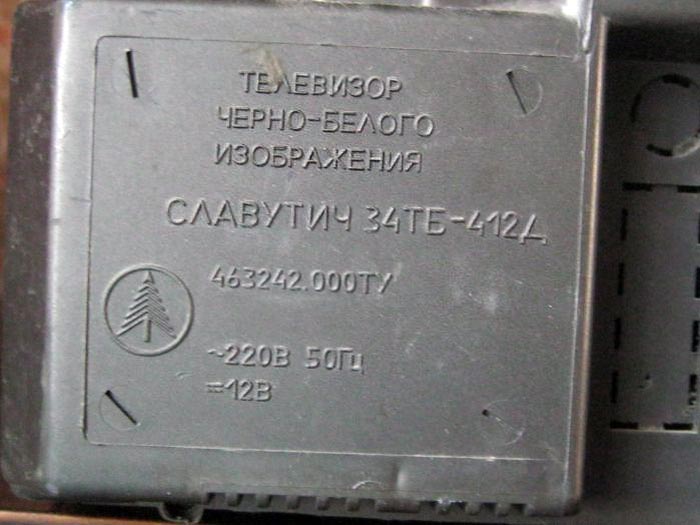 ТЕЛЕВИЗОР
ЧЕРНО-БЕЛОГО
ИЗОБРАЖЕНИЯ
СЛАВУТИЧ 34ТБ-412Д
463242.000ТУ
~220В 50Гц
=12В